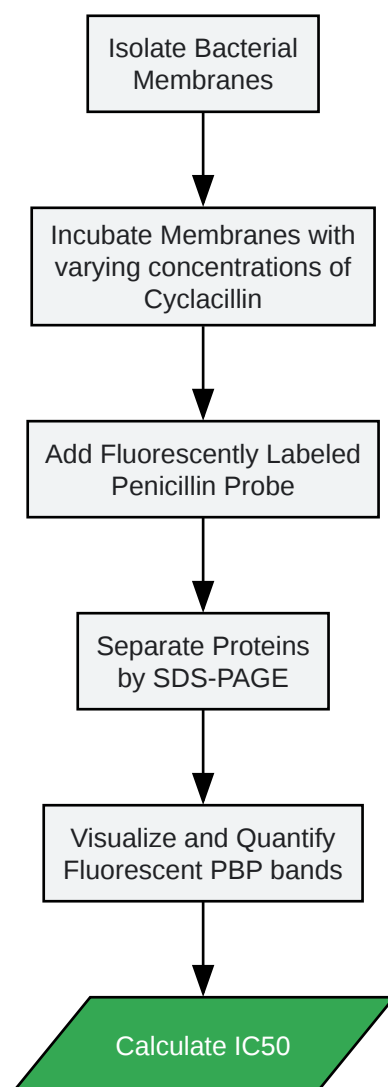 Isolate Bacterial
Membranes
Incubate Membranes with
varying concentrations of
Cyclacillin
Add Fluorescently Labeled
Penicillin Probe
Separate Proteins
by SDS-PAGE
Visualize and Quantify
Fluorescent PBP bands
Calculate IC50